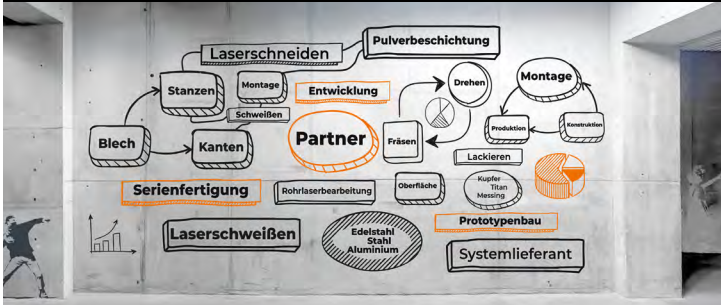 Laserschneiden
Pulverbeschichtung
Stanzen
Montage
Entwicklung
Drehen
Montage
Schweißen
Blech
Kanten
Partner
Fräsen
Produktion
Konstruktion
Lackieren
Serienfertigung
Rohrlaserbearbeitung
Oberfläche
Kupfer
Titan
Messing
Laserschweißen
Edelstahl
Stahl
Aluminium
Prototypenbau
Systemlieferant